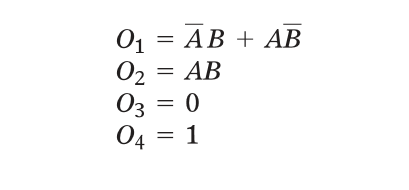 O₁ = A̅B + AB̅
O₂ = AB
O₃ = 0
O₄ = 1